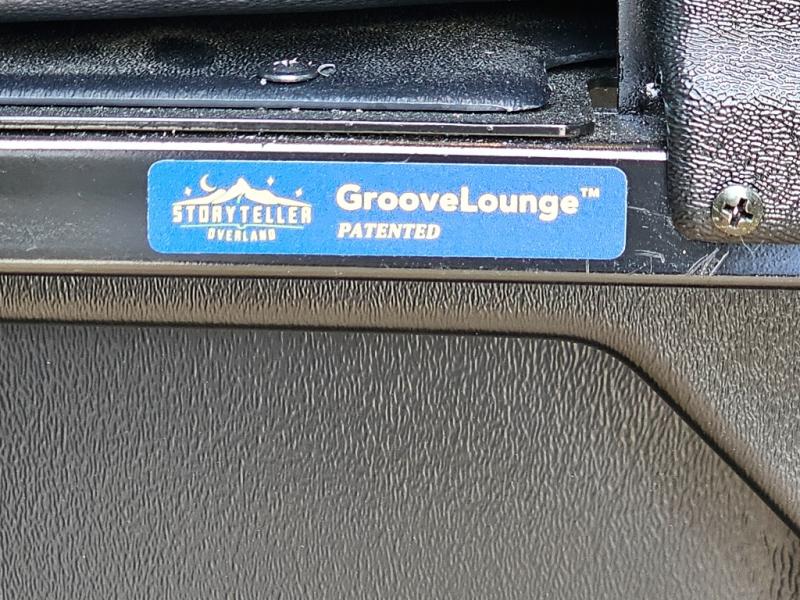 STORYTELLER
OVERLAND
GrooveLounge™
PATENTED